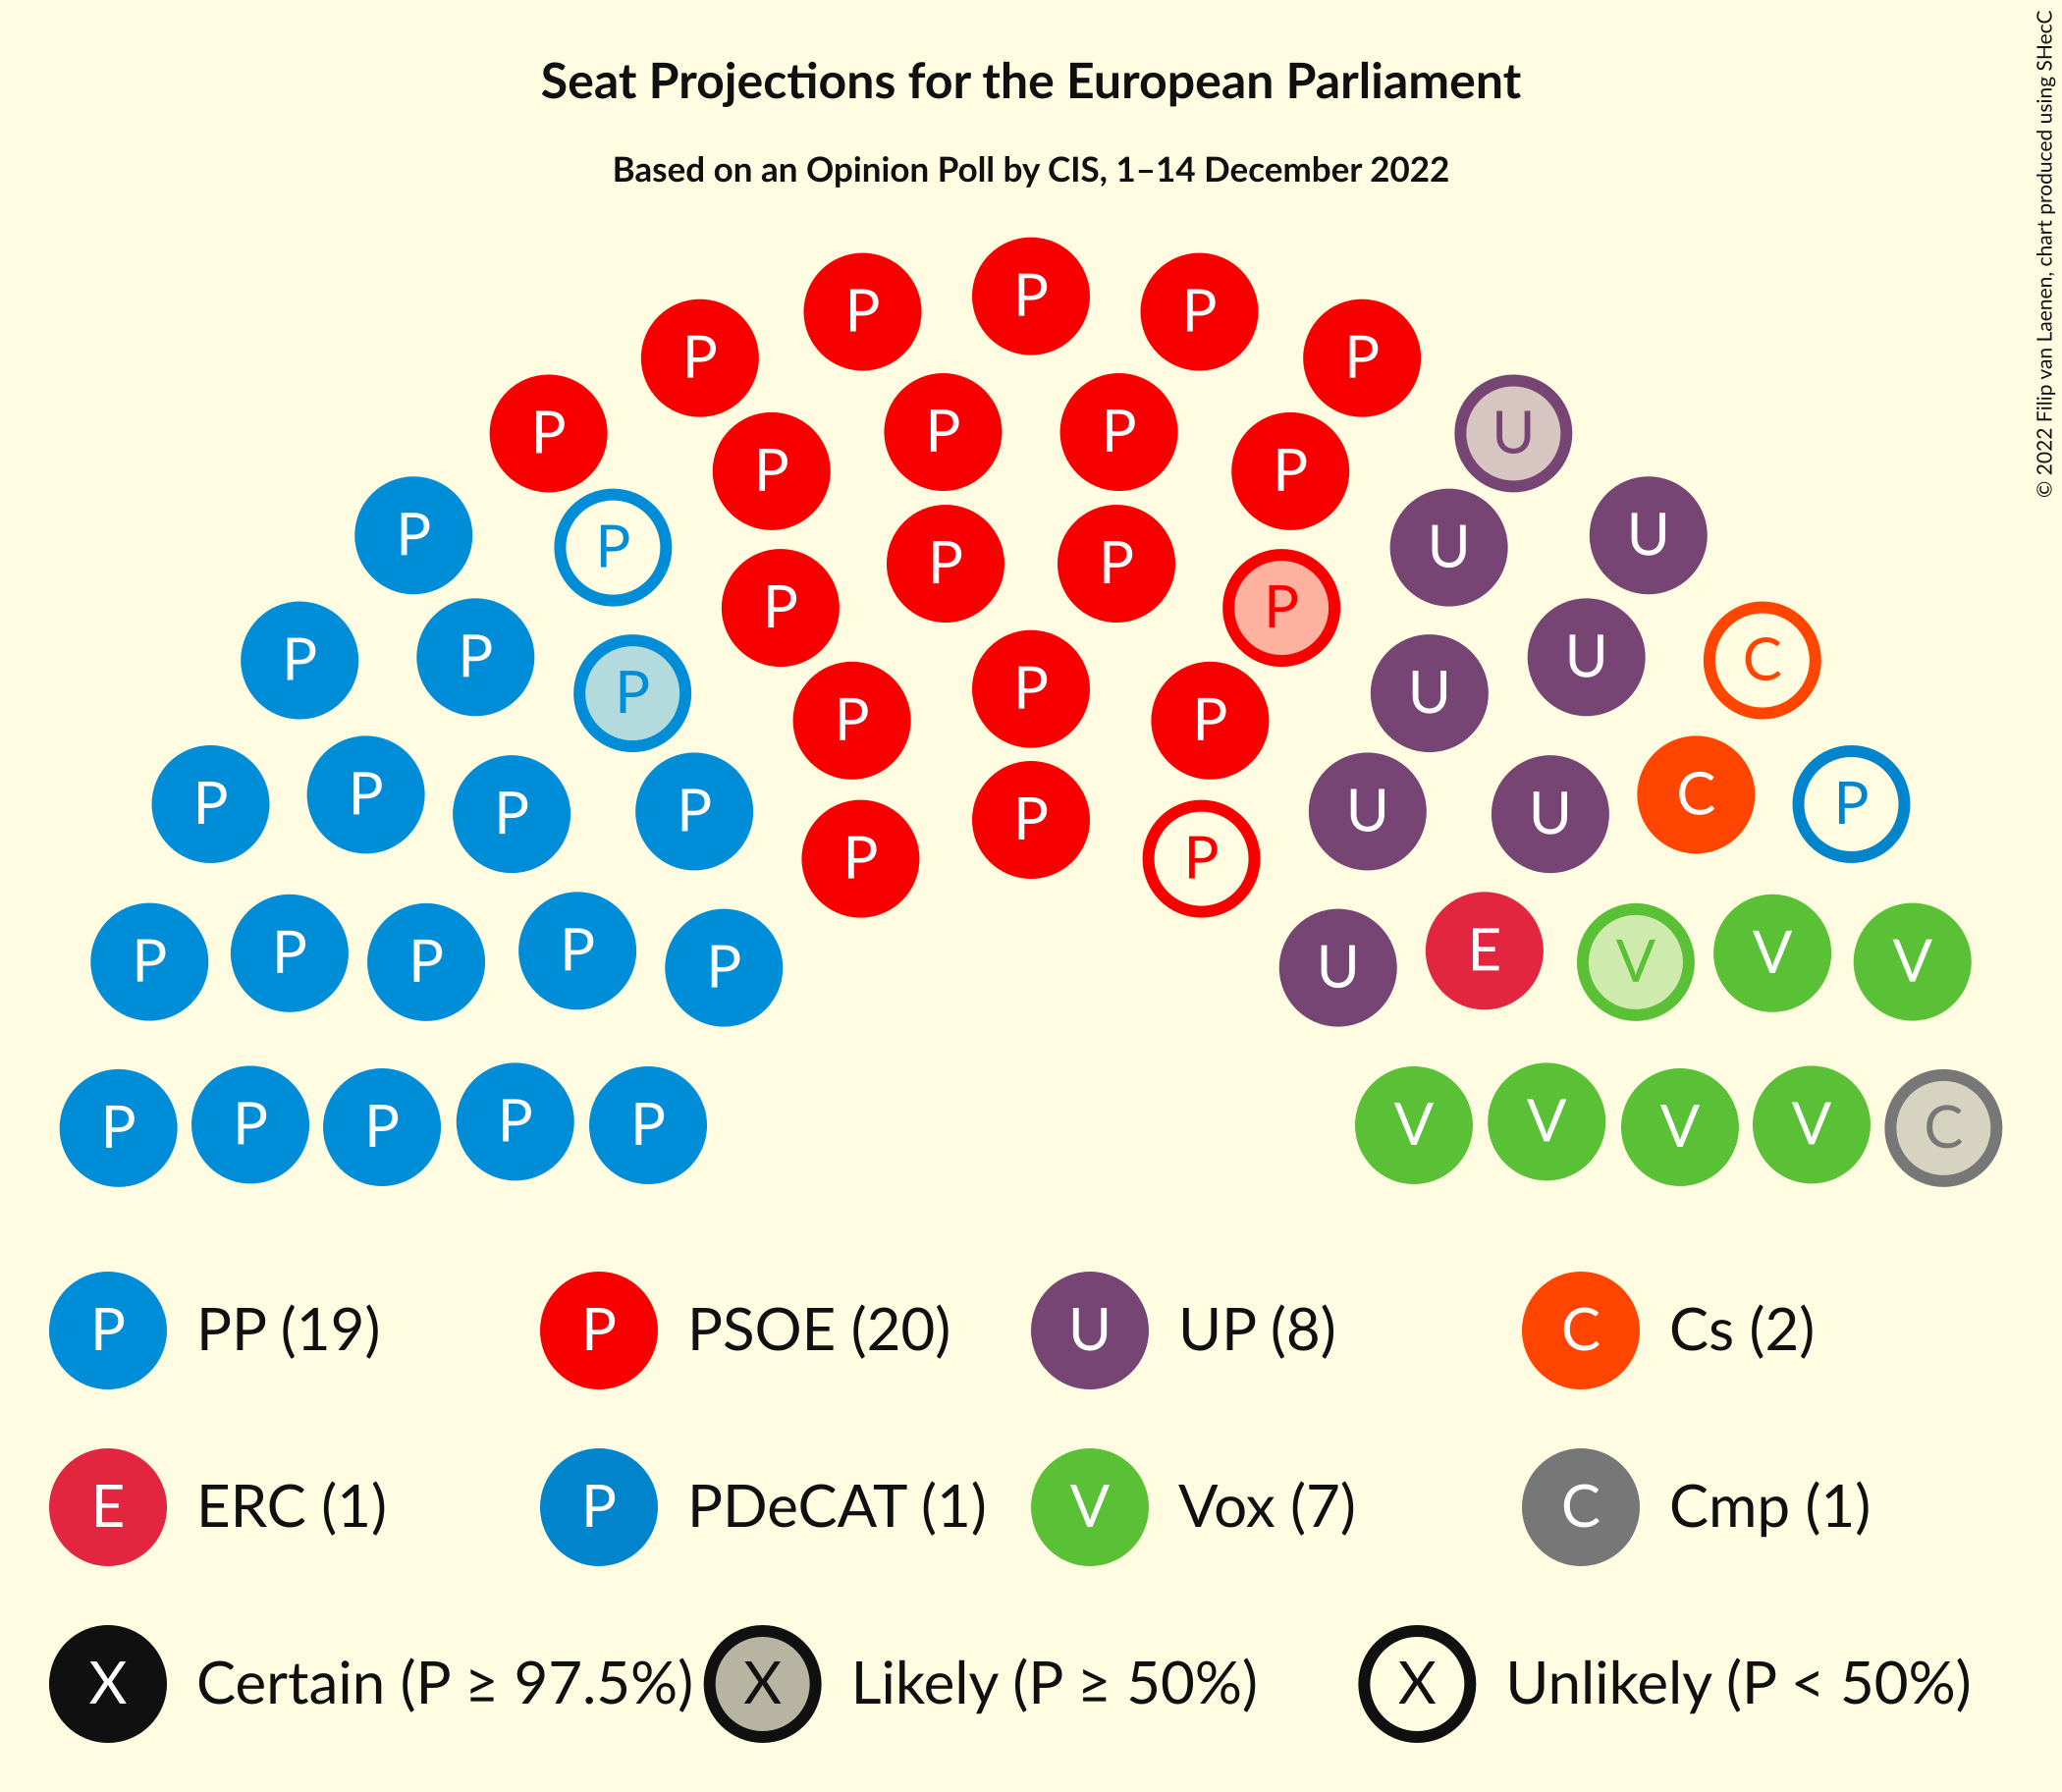 Seat Projections for the European Parliament
Based on an Opinion Poll by CIS, 1–14 December 2022
© 2022 Filip van Laenen, chart produced using SHecC
P
P P
P P
P P
P P U
P P
P U U
P P
P P
P P U
P P U C
P P U
P P P
P P P U U C P
P P P
P P P P P U E V V V
P P P P P V V V V C
P PP (19) P PSOE (20) U UP (8) C Cs (2)
E ERC (1) P PDeCAT (1) V Vox (7) C Cmp (1)
X Certain (P ≥ 97.5%) X Likely (P ≥ 50%) X Unlikely (P < 50%)